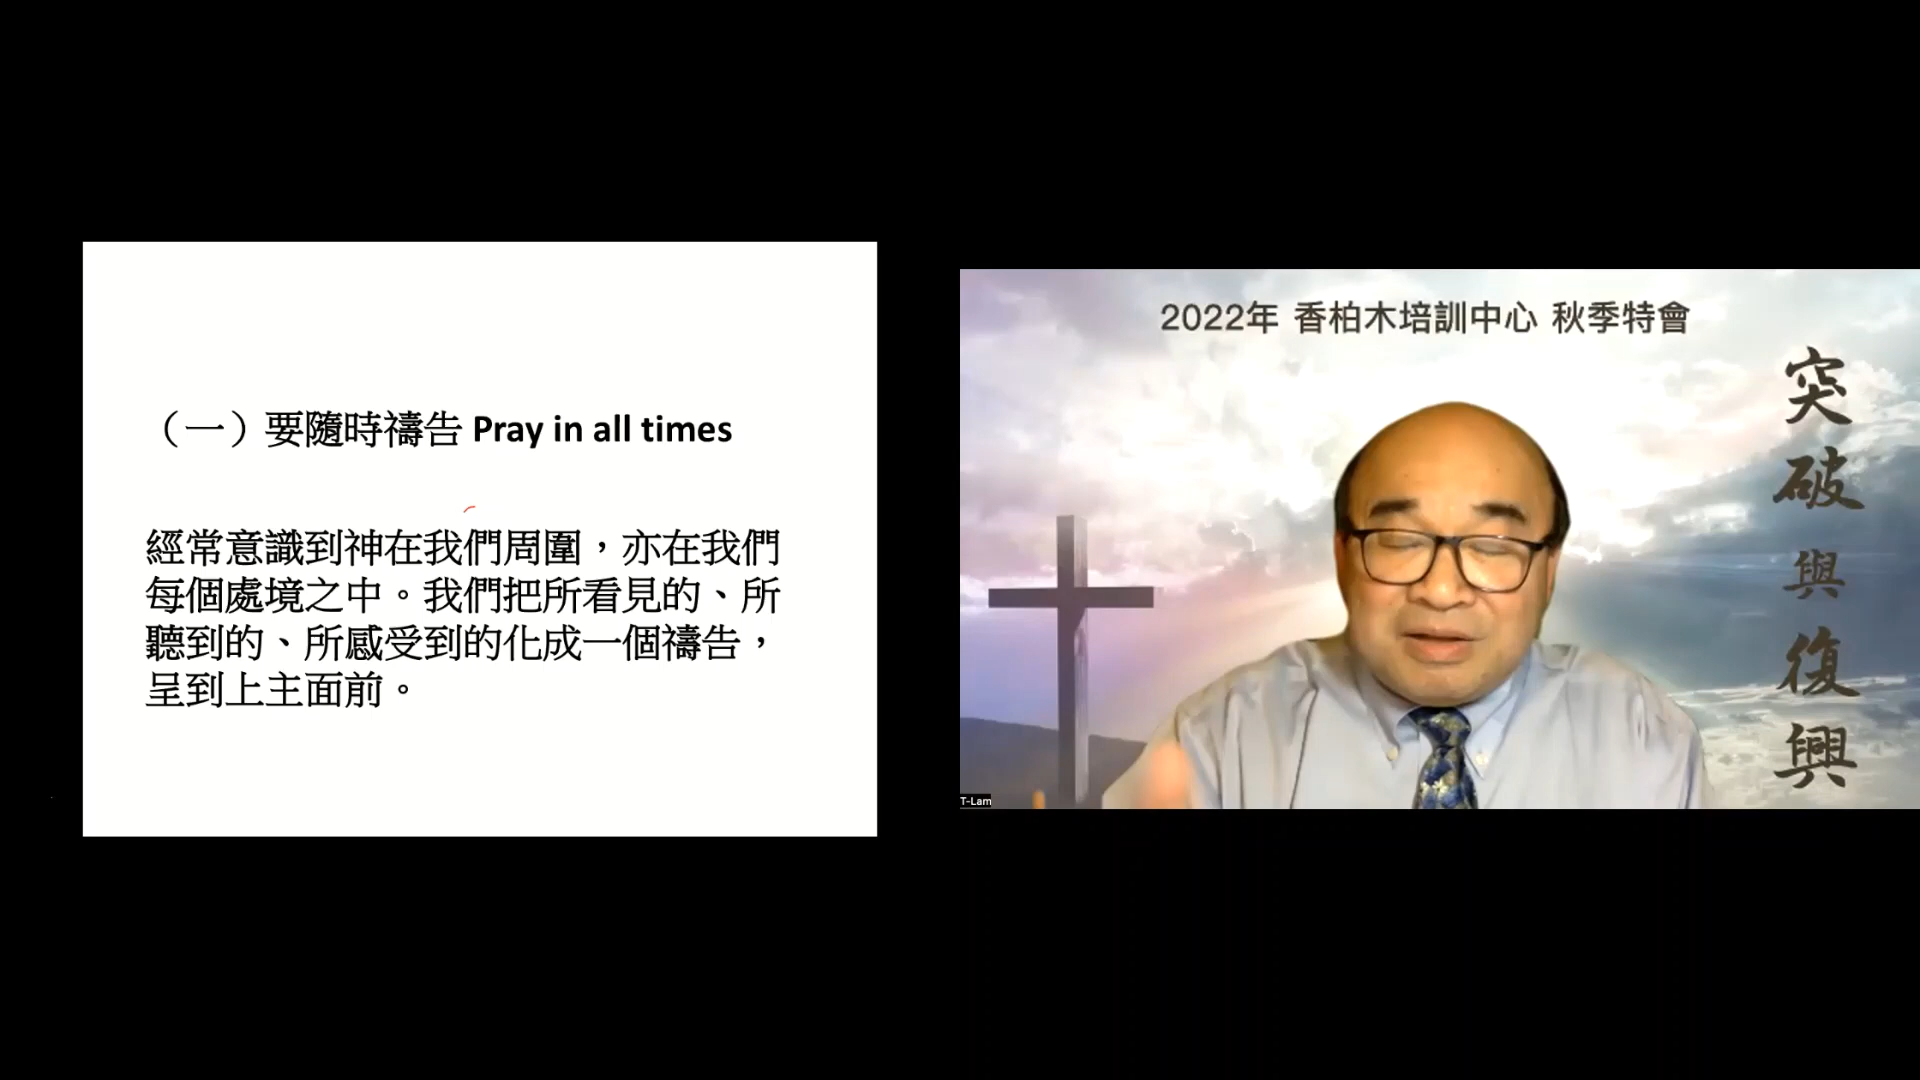 （一）要隨時禱告 Pray in all times
經常意識到神在我們周圍，亦在我們
每個處境之中。我們把所看見的、所
聽到的、所感受到的化成一個禱告，
呈到上主面前。
2022年 香柏木培訓中心 秋季特會
突破與復興
T-Lam